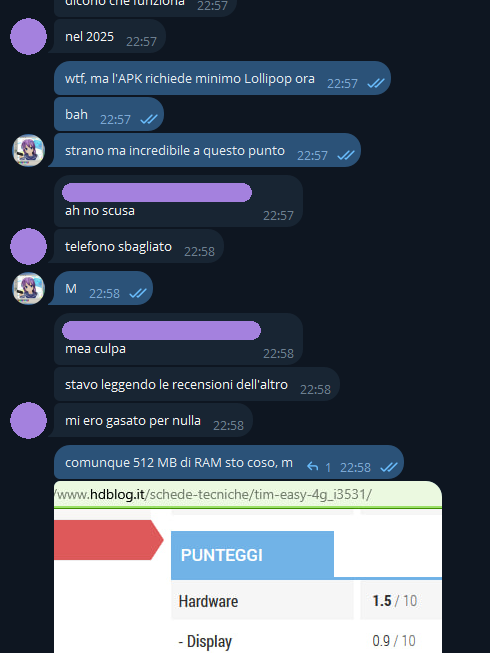 dicono che funziona 22:57
nel 2025 22:57
wtf, ma l'APK richiede minimo Lollipop ora 22:57
bah 22:57
strano ma incredibile a questo punto 22:57
ah no scusa 22:57
telefono sbagliato 22:58
M 22:58
mea culpa 22:58
stavo leggendo le recensioni dell'altro 22:58
mi ero gasato per nulla 22:58
comunque 512 MB di RAM sto coso, m 1 22:58
/www.hdblog.it/schede-tecniche/tim-easy-4g_i3531/
PUNTEGGI
Hardware 1.5 / 10
- Display 0.9 / 10